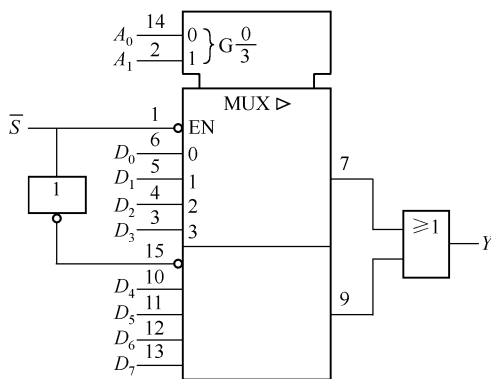 A₀ 14 0 } G 0/3
A₁ 2 1
MUX ▷
S̅ 1 EN
D₀ 6 0
D₁ 5 1 7
1 D₂ 4 2
D₃ 3 3 ≥1 Y
15
D₄ 10
D₅ 11 9
D₆ 12
D₇ 13